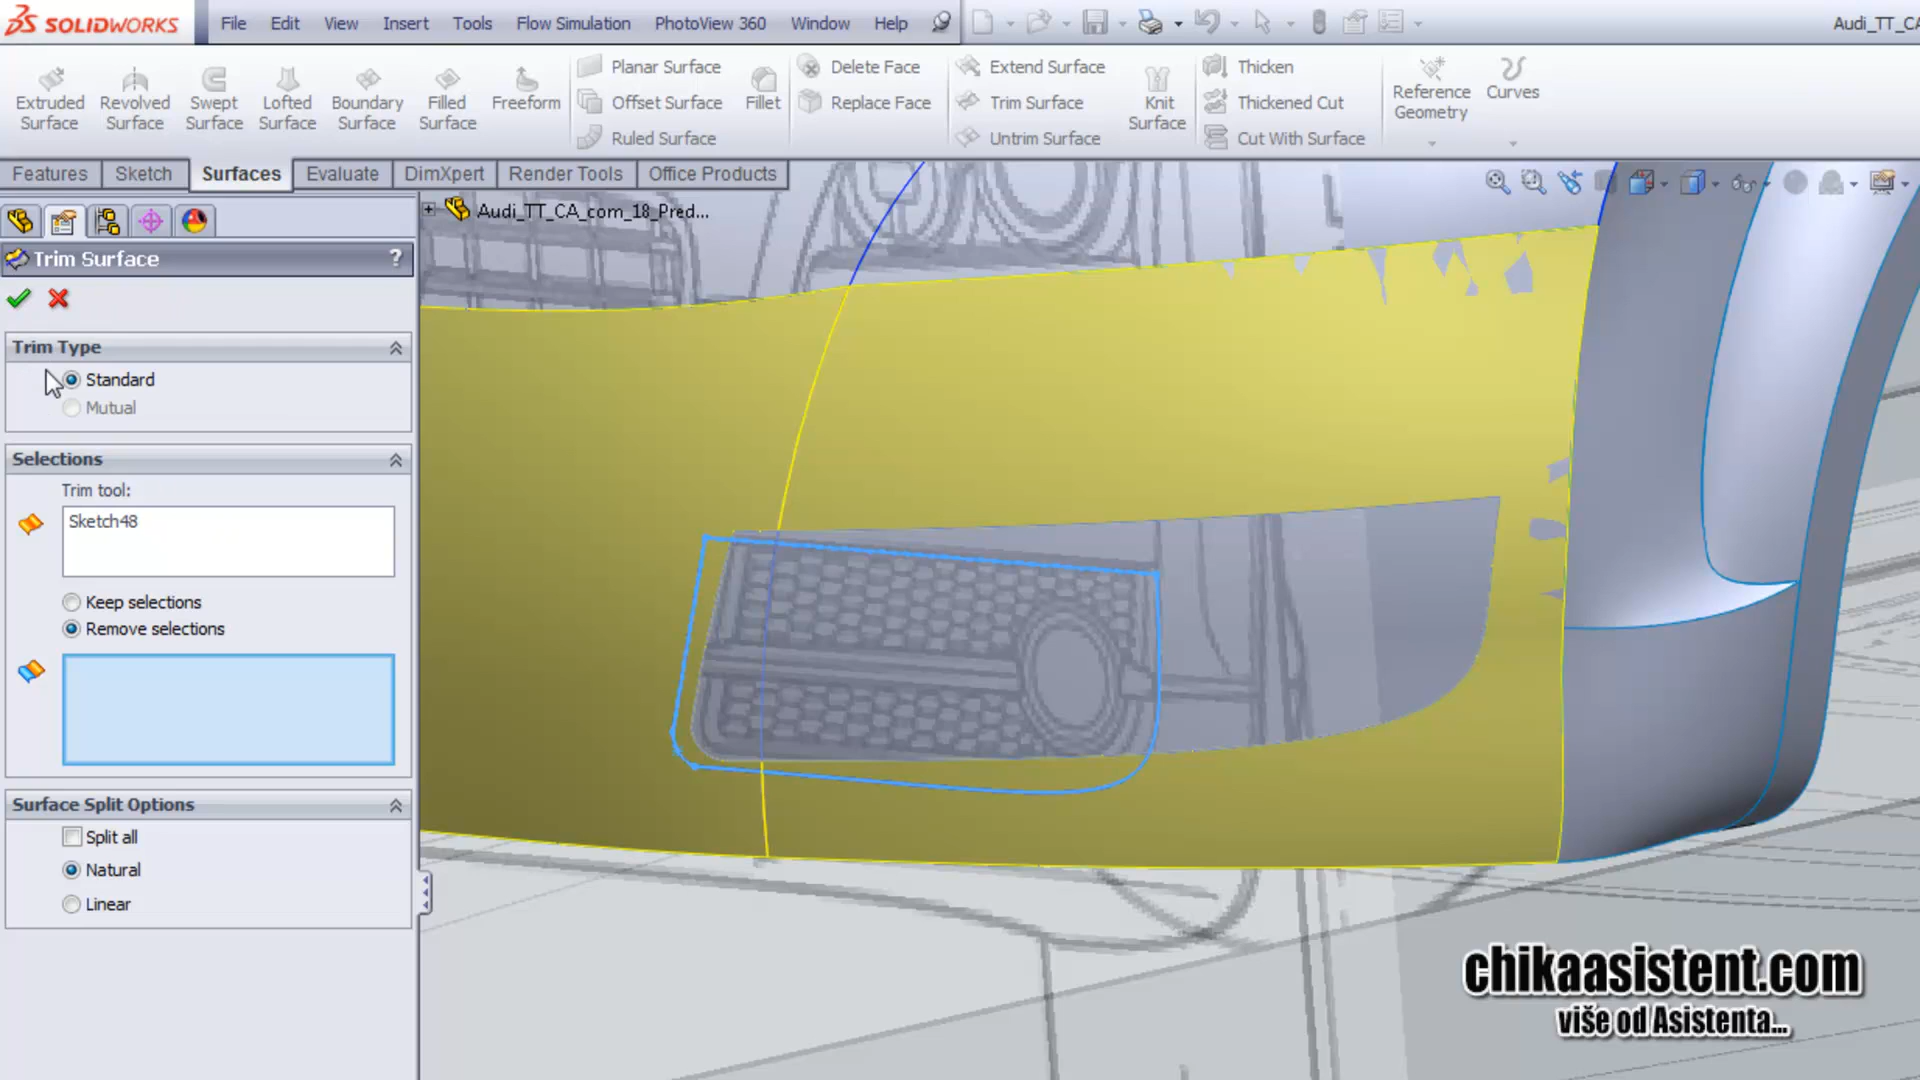 SOLIDWORKS
File Edit View Insert Tools Flow Simulation PhotoView 360 Window Help
Audi_TT_CA
Extruded Surface
Revolved Surface
Swept Surface
Lofted Surface
Boundary Surface
Filled Surface
Freeform
Planar Surface
Offset Surface
Ruled Surface
Fillet
Delete Face
Replace Face
Extend Surface
Trim Surface
Untrim Surface
Knit Surface
Thicken
Thickened Cut
Cut With Surface
Reference Geometry
Curves
Features Sketch Surfaces Evaluate DimXpert Render Tools Office Products
Audi_TT_CA_com_18_Pred...
Trim Surface ?
Trim Type
Standard
Mutual
Selections
Trim tool:
Sketch48
Keep selections
Remove selections
Surface Split Options
Split all
Natural
Linear
chikaasistent.com
više od Asistenta...